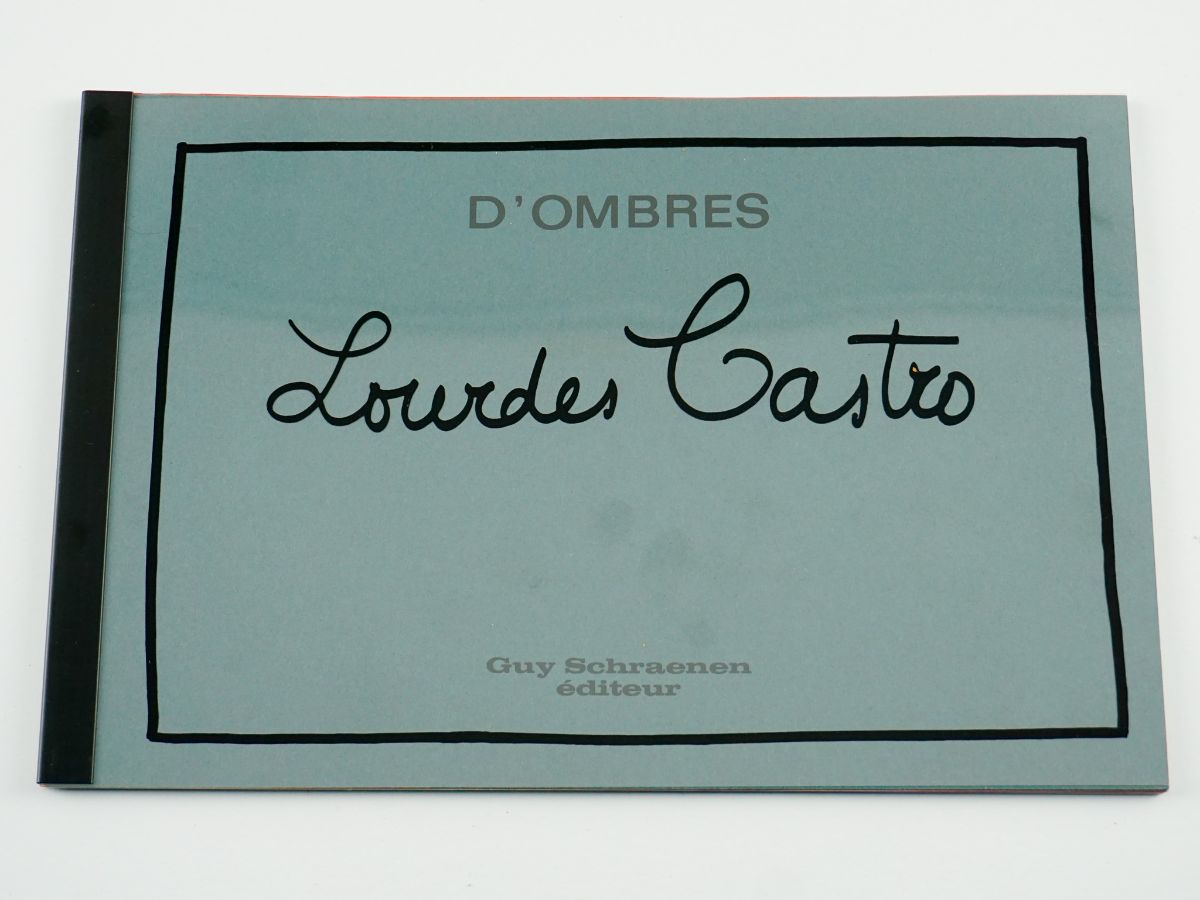 D'OMBRES
Lourdes Castro
Guy Schraenen
éditeur